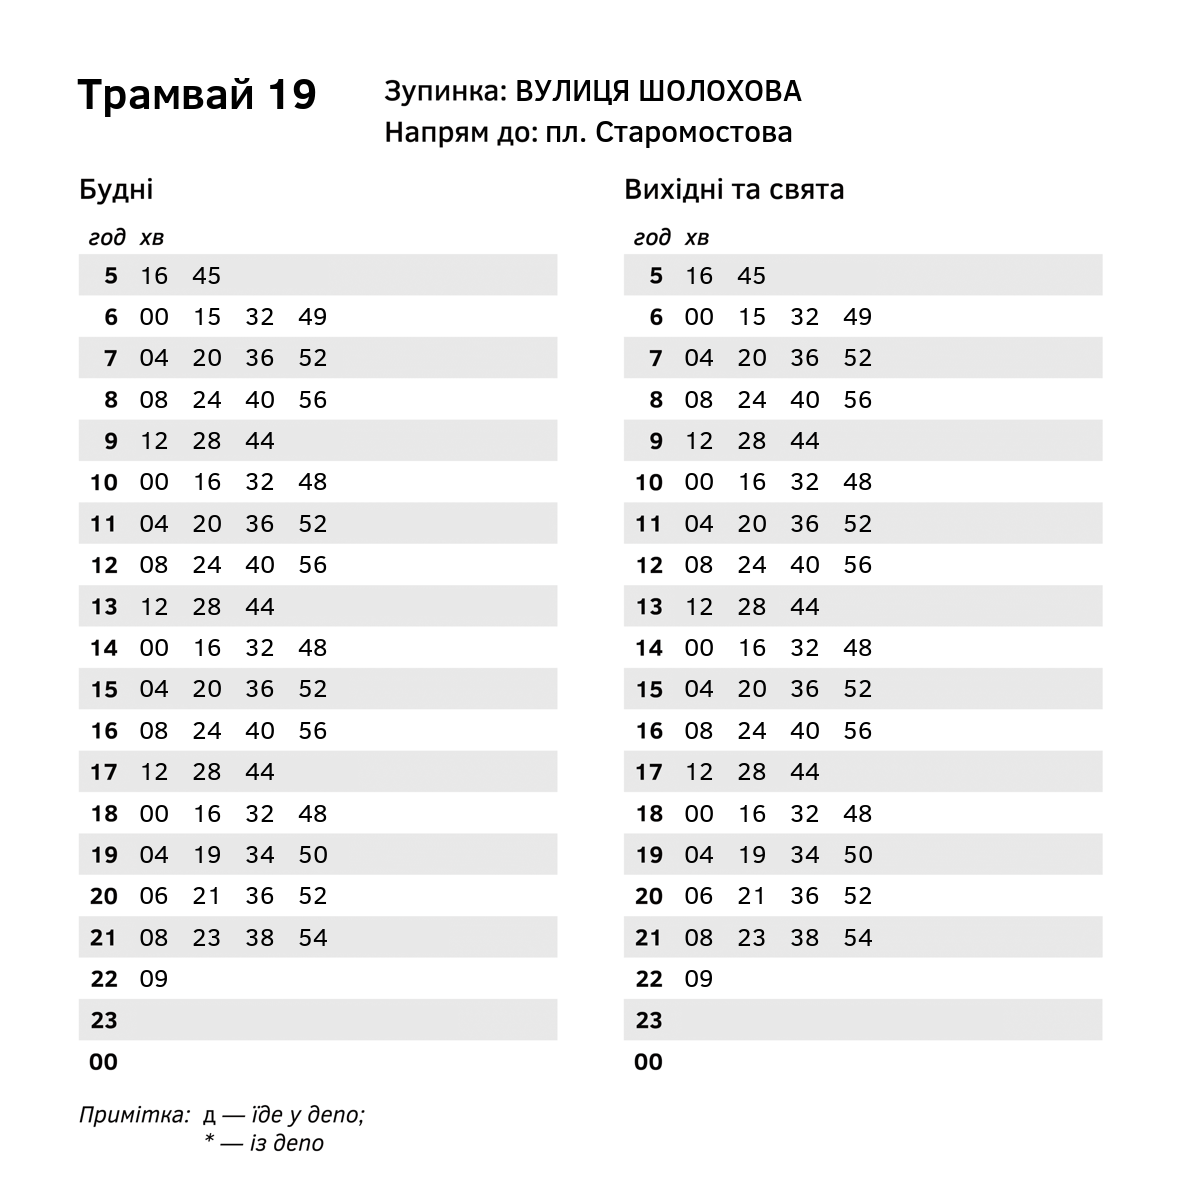 Трамвай 19
Зупинка: ВУЛИЦЯ ШОЛОХОВА
Напрям до: пл. Старомостова
Будні
год хв
5 16 45
6 00 15 32 49
7 04 20 36 52
8 08 24 40 56
9 12 28 44
10 00 16 32 48
11 04 20 36 52
12 08 24 40 56
13 12 28 44
14 00 16 32 48
15 04 20 36 52
16 08 24 40 56
17 12 28 44
18 00 16 32 48
19 04 19 34 50
20 06 21 36 52
21 08 23 38 54
22 09
23
00
Вихідні та свята
год хв
5 16 45
6 00 15 32 49
7 04 20 36 52
8 08 24 40 56
9 12 28 44
10 00 16 32 48
11 04 20 36 52
12 08 24 40 56
13 12 28 44
14 00 16 32 48
15 04 20 36 52
16 08 24 40 56
17 12 28 44
18 00 16 32 48
19 04 19 34 50
20 06 21 36 52
21 08 23 38 54
22 09
23
00
Примітка: д — їде у депо;
* — із депо